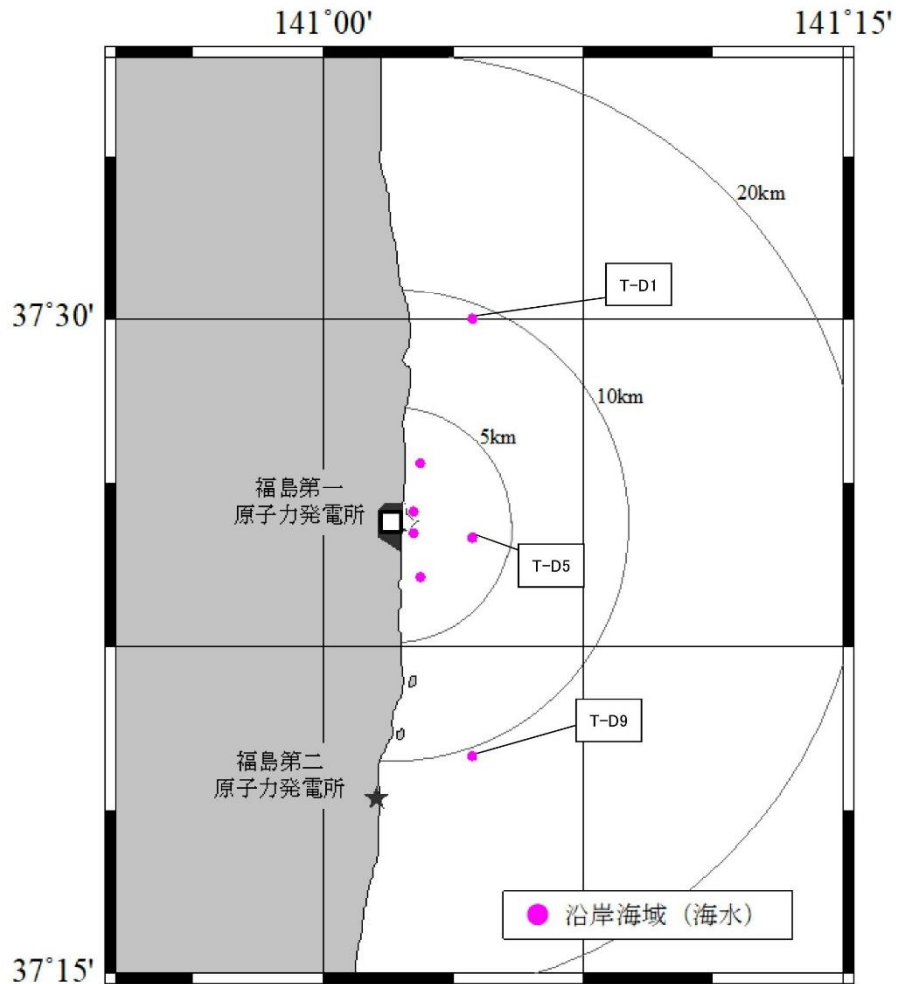 141°00'
141°15'
20km
T-D1
37°30'
10km
5km
福島第一
原子力発電所
T-D5
T-D9
福島第二
原子力発電所
沿岸海域（海水）
37°15'